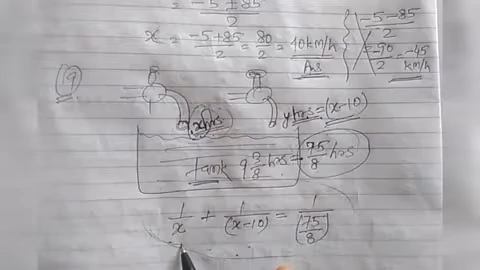 = -5±85/2
x = -5+85/2 = 80/2 = 40km/h
Ans
-5-85/2
-90/2 = -45
km/h
9
x hrs
y hrs = (x-10)
tank 9 3/8 hrs = 75/8 hrs
1/x + 1/(x-10) = 1/(75/8)